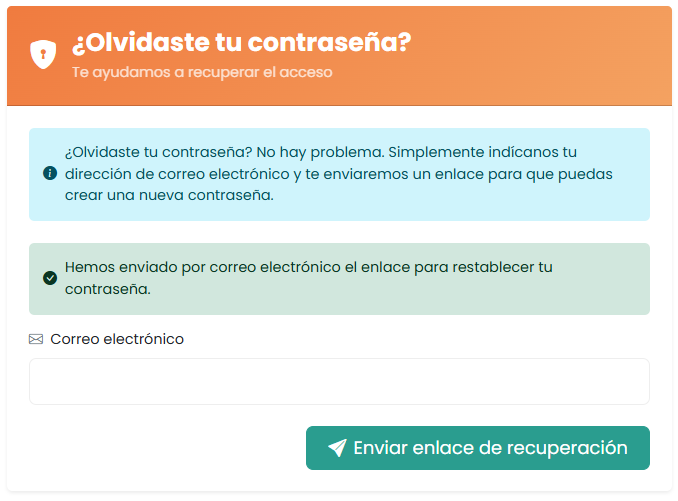 ¿Olvidaste tu contraseña?
Te ayudamos a recuperar el acceso
¿Olvidaste tu contraseña? No hay problema. Simplemente indícanos tu
dirección de correo electrónico y te enviaremos un enlace para que puedas
crear una nueva contraseña.
Hemos enviado por correo electrónico el enlace para restablecer tu
contraseña.
Correo electrónico
Enviar enlace de recuperación